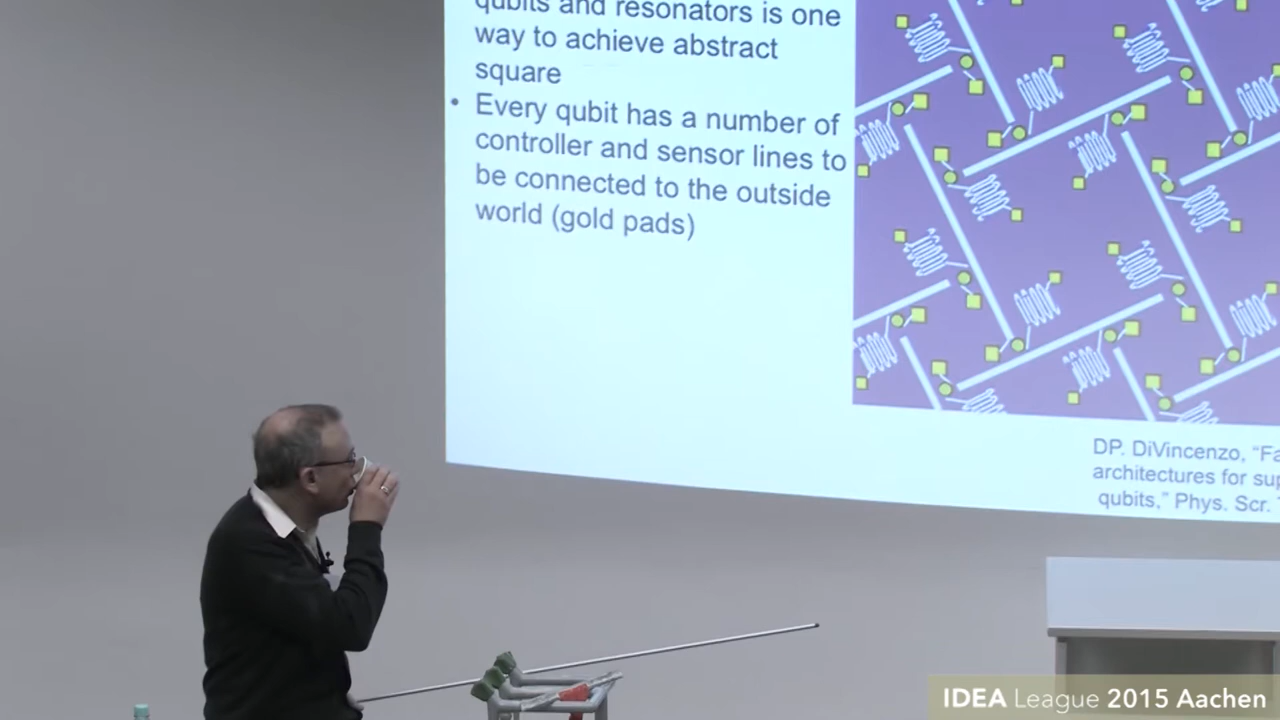 qubits and resonators is one
way to achieve abstract
square
• Every qubit has a number of
controller and sensor lines to
be connected to the outside
world (gold pads)
DP. DiVincenzo, “Fa
architectures for sup
qubits,” Phys. Scr.
IDEA League 2015 Aachen